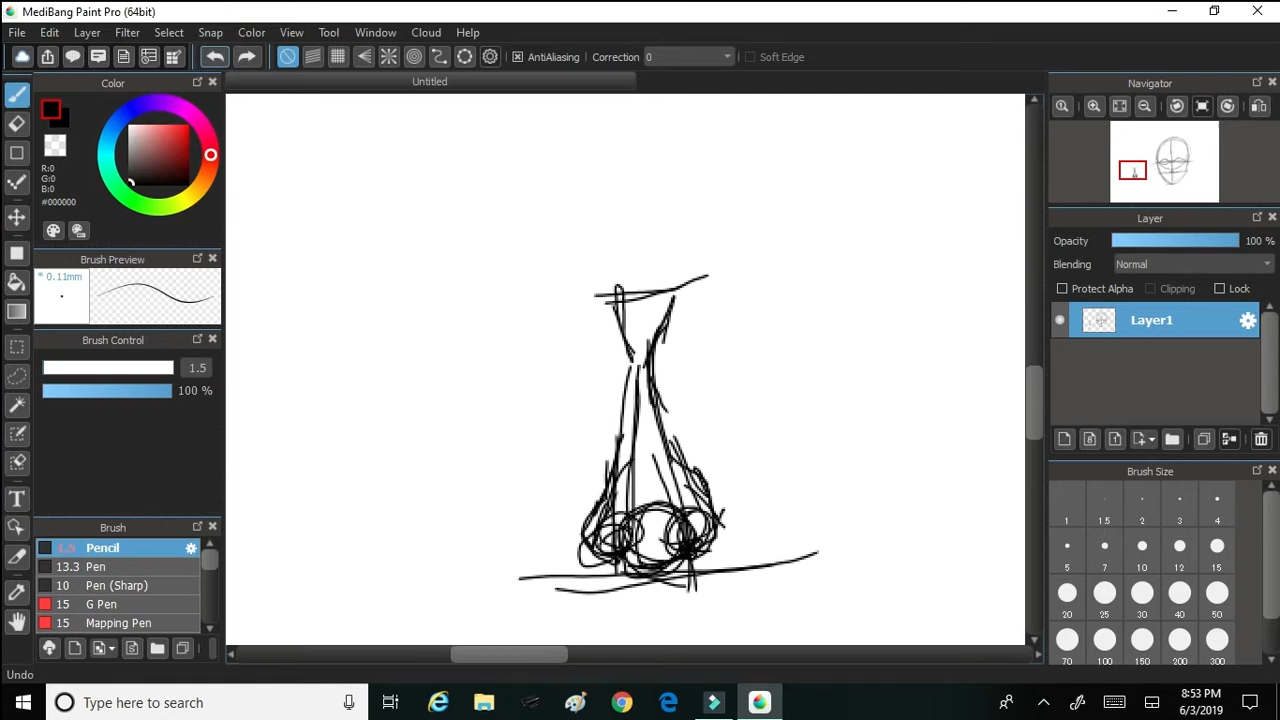 MediBang Paint Pro (64bit)
File Edit Layer Filter Select Snap Color View Tool Window Cloud Help
AntiAliasing Correction 0 Soft Edge
Color Untitled Navigator
R:0
G:0
B:0
#000000
Brush Preview
* 0.11mm
Layer
Opacity 100 %
Blending Normal
Protect Alpha Clipping Lock
Layer1
Brush Control
1.5
100 %
Brush
1.5 Pencil
13.3 Pen
10 Pen (Sharp)
15 G Pen
15 Mapping Pen
Brush Size
1 1.5 2 3 4
5 7 10 12 15
20 25 30 40 50
70 100 150 200 300
Undo
Type here to search
8:53 PM
6/3/2019